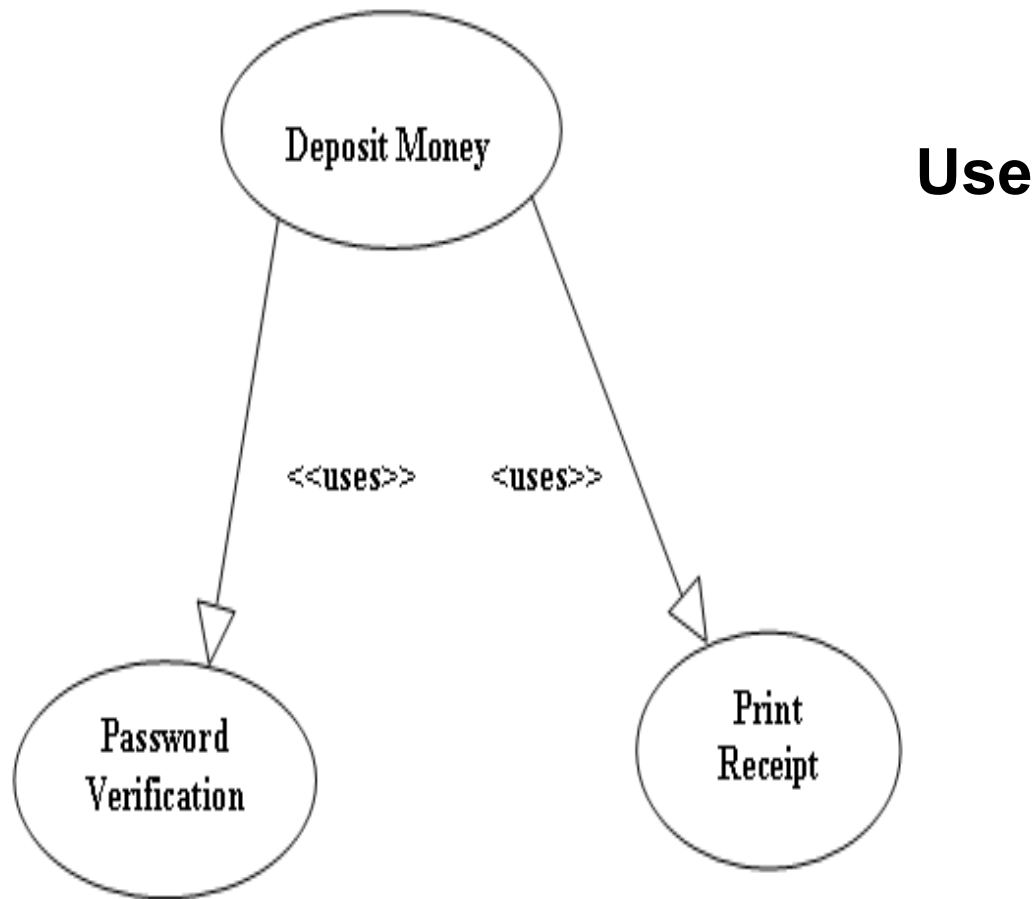 Deposit Money
Use
<<uses>>
<uses>>
Password
Verification
Print
Receipt